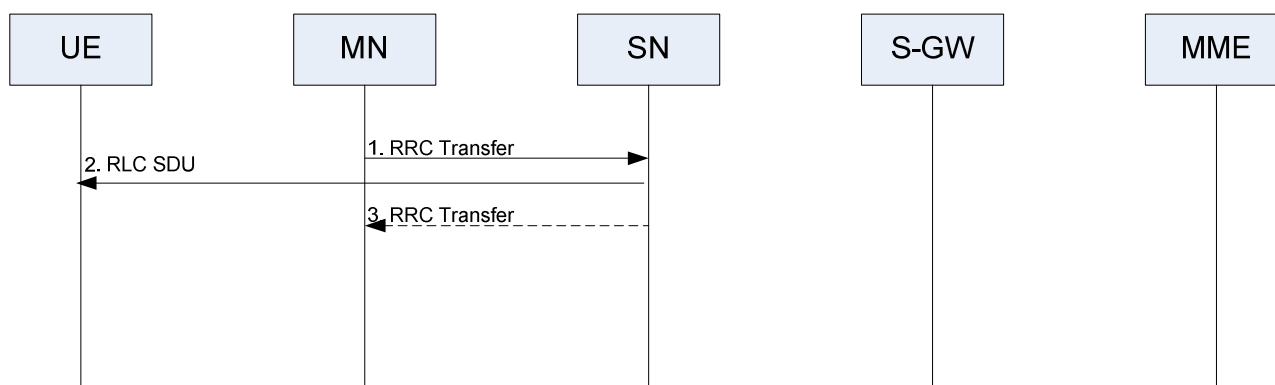 UE
MN
SN
S-GW
MME
1. RRC Transfer
2. RLC SDU
3. RRC Transfer